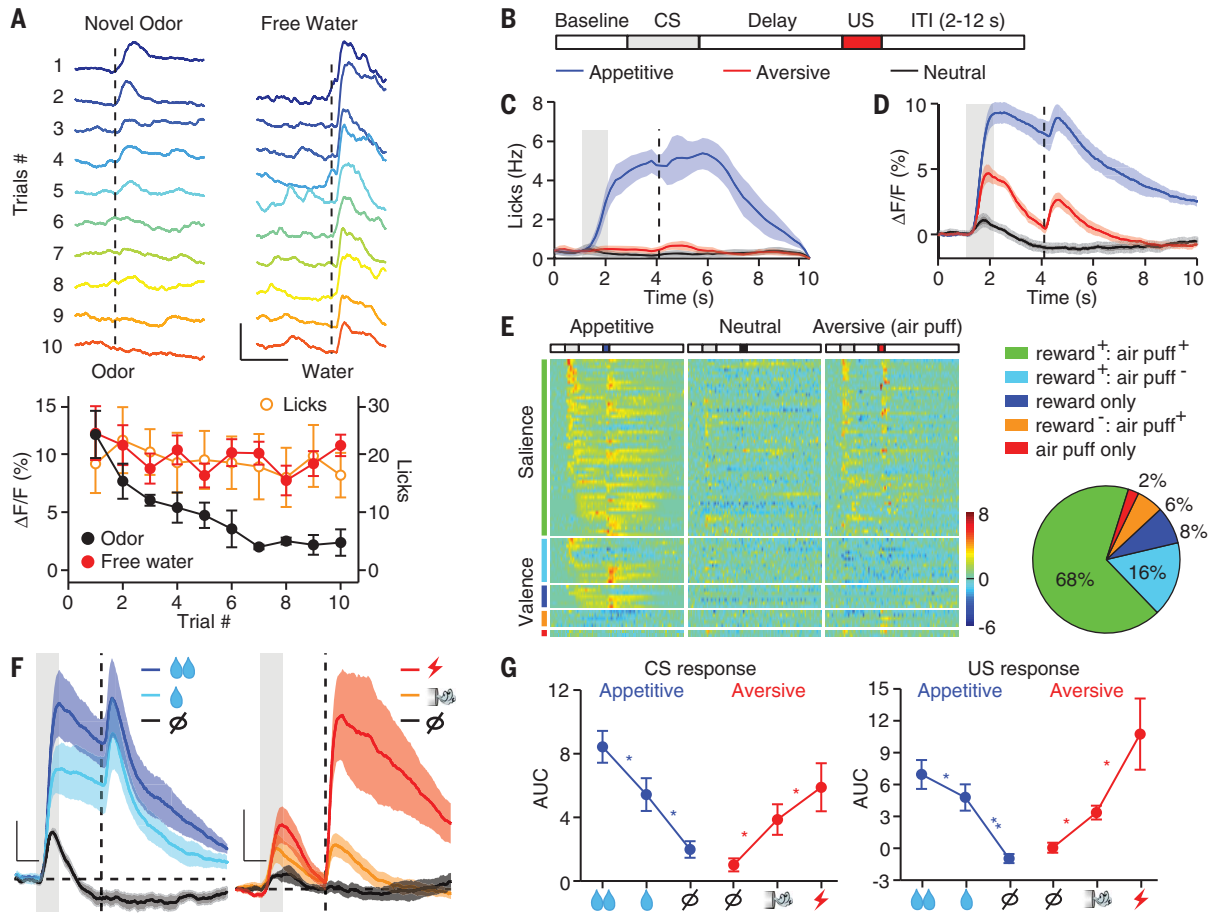 A
Novel Odor
Free Water
Trials #
1
2
3
4
5
6
7
8
9
10
Odor
Water
ΔF/F (%)
15
10
5
0
Licks
30
20
10
0
Licks
Odor
Free water
0 2 4 6 8 10
Trial #
B
Baseline CS Delay US ITI (2-12 s)
Appetitive Aversive Neutral
C
Licks (Hz)
8
6
4
2
0
0 2 4 6 8 10
Time (s)
D
ΔF/F (%)
10
5
0
0 2 4 6 8 10
Time (s)
E
Appetitive Neutral Aversive (air puff)
Salience
Valence
8
0
-6
reward+: air puff+
reward+: air puff-
reward only
reward-: air puff+
air puff only
2%
6%
8%
16%
68%
F
∅
∅
G
CS response
Appetitive Aversive
AUC
12
8
4
0
* * * *
∅ ∅
US response
Appetitive Aversive
AUC
15
12
9
6
3
0
-3
* ** * *
∅ ∅